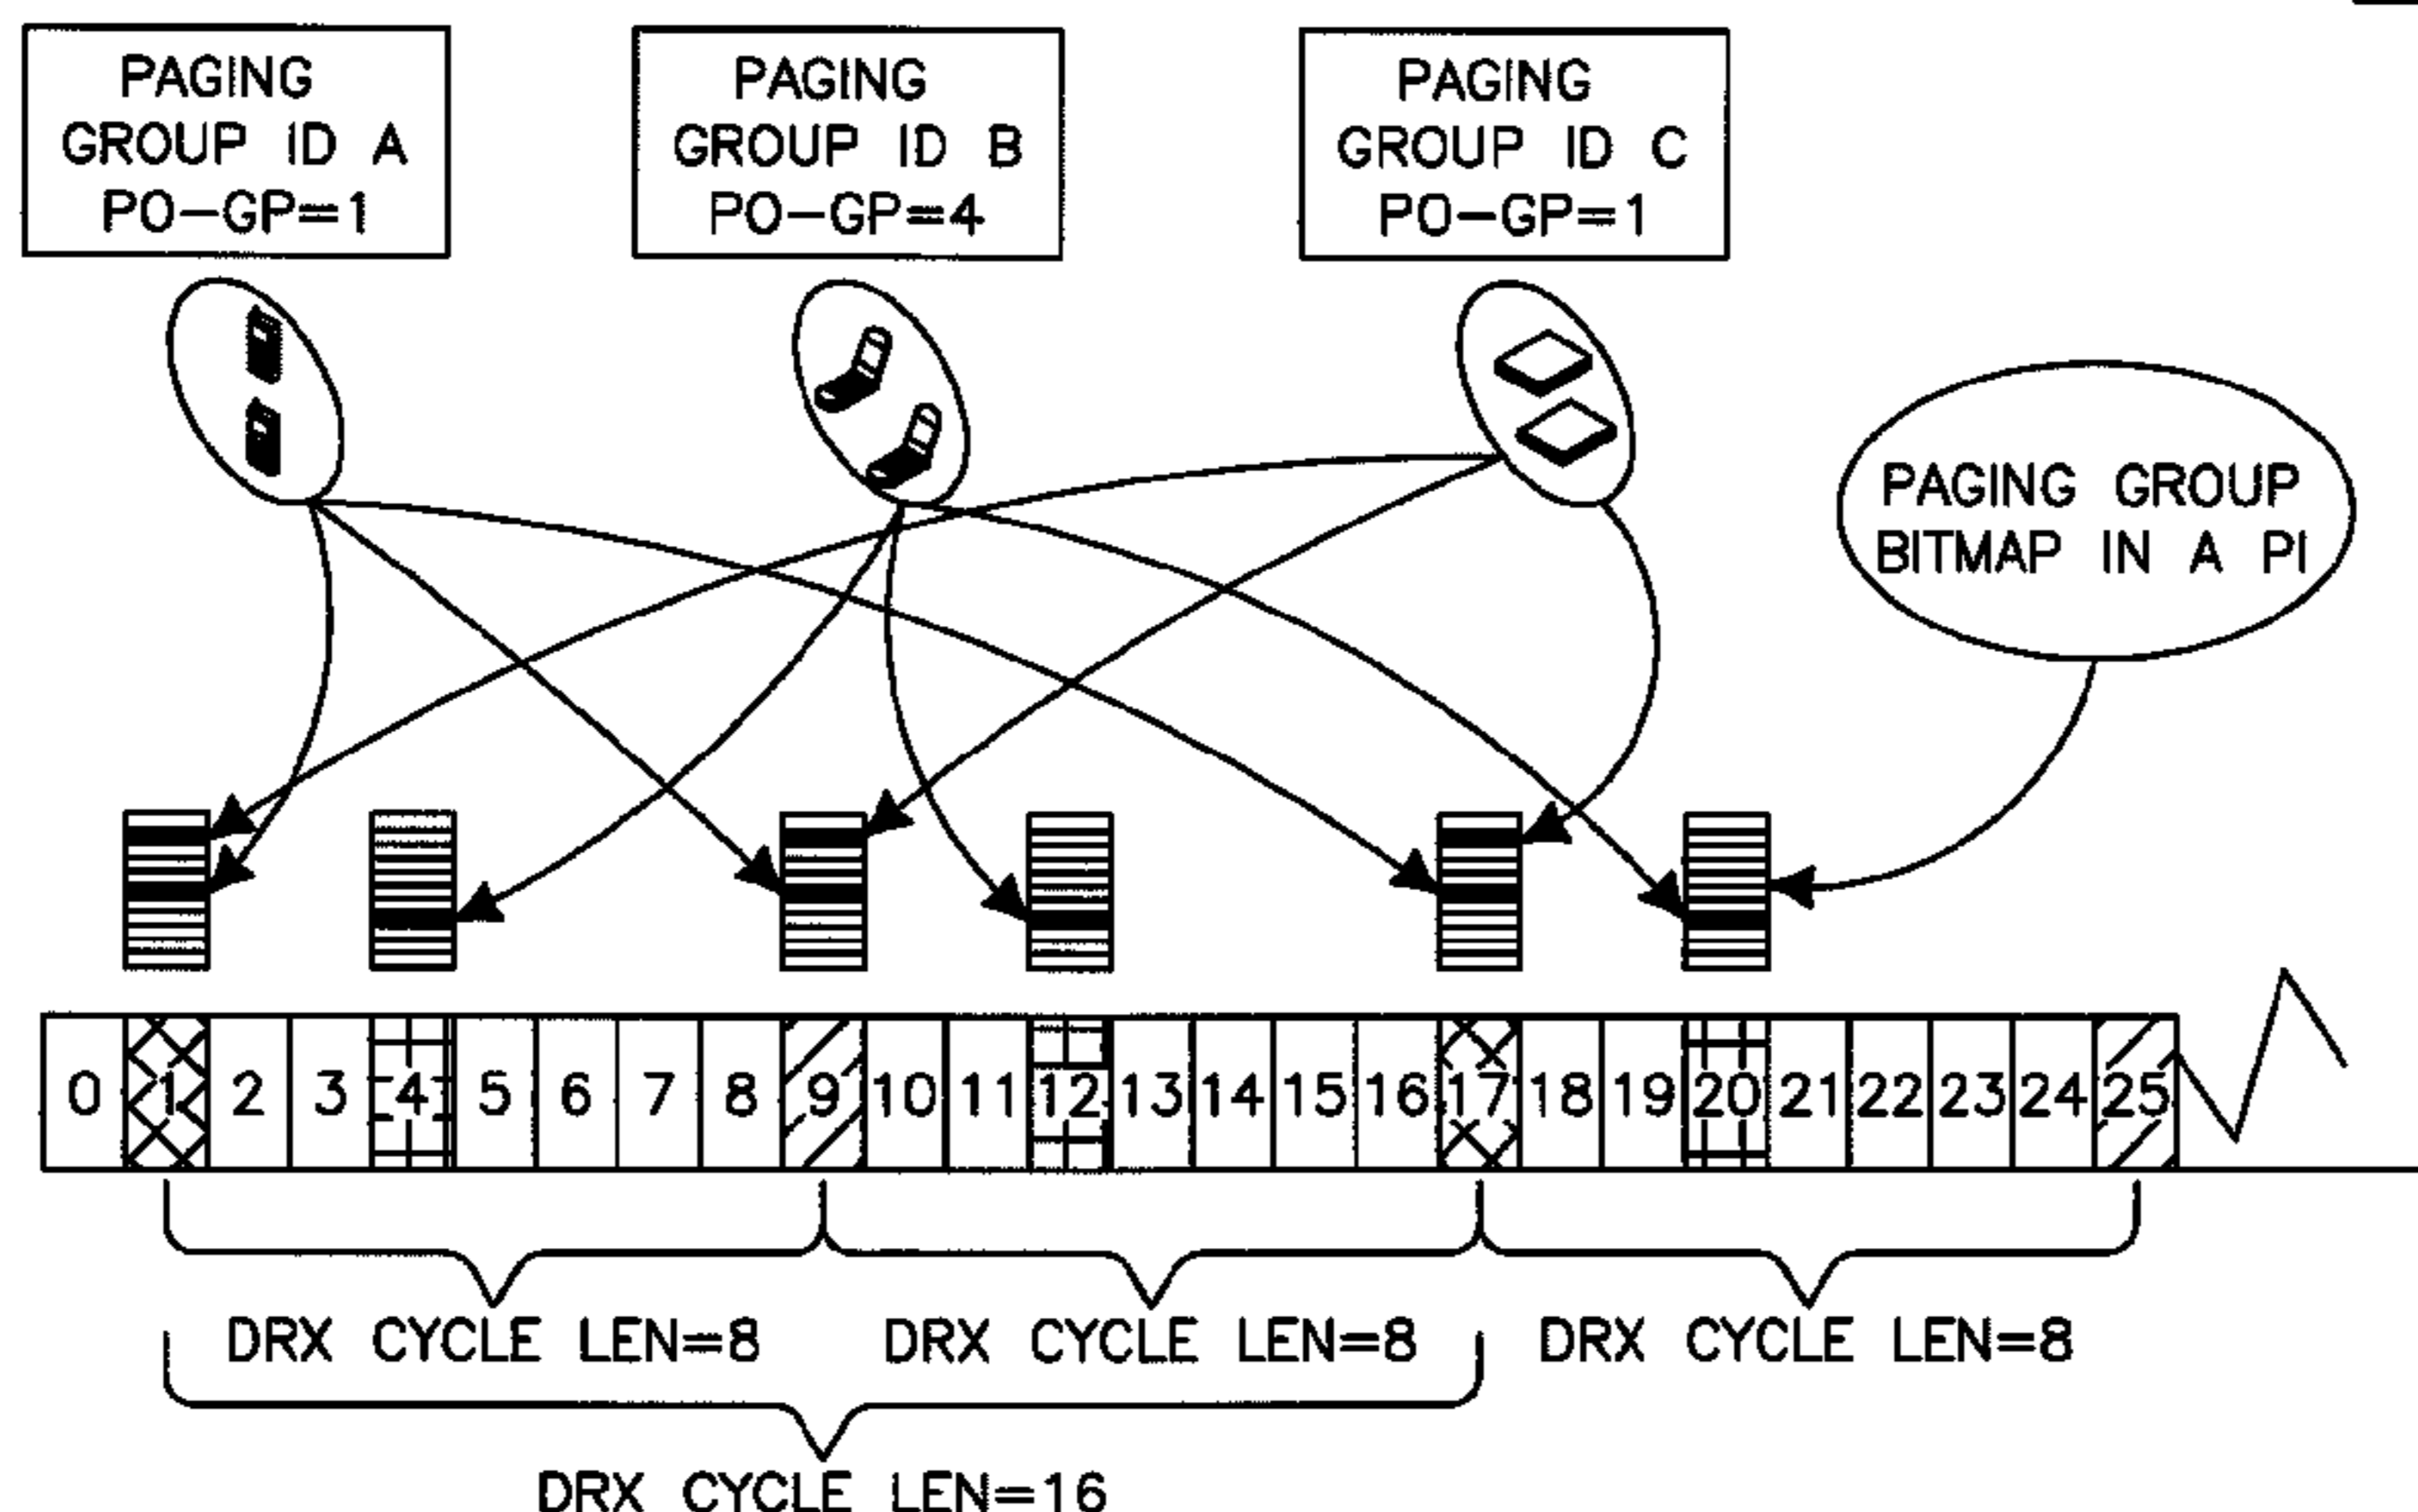 PAGING
GROUP ID A
PO-GP=1
PAGING
GROUP ID B
PO-GP=4
PAGING
GROUP ID C
PO-GP=1
PAGING GROUP
BITMAP IN A PI
0 1 2 3 4 5 6 7 8 9 10 11 12 13 14 15 16 17 18 19 20 21 22 23 24 25
DRX CYCLE LEN=8 DRX CYCLE LEN=8 DRX CYCLE LEN=8
DRX CYCLE LEN=16